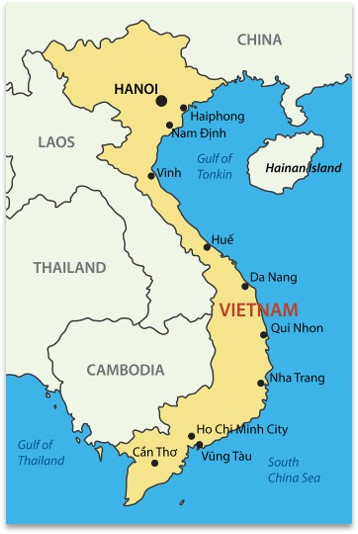 CHINA
HANOI
Haiphong
Nam Định
LAOS
Gulf of
Tonkin
Hainan Island
Vinh
Huế
THAILAND
Da Nang
VIETNAM
Qui Nhon
CAMBODIA
Nha Trang
Ho Chi Minh City
Gulf of
Thailand
Cần Thơ
Vũng Tàu
South
China Sea